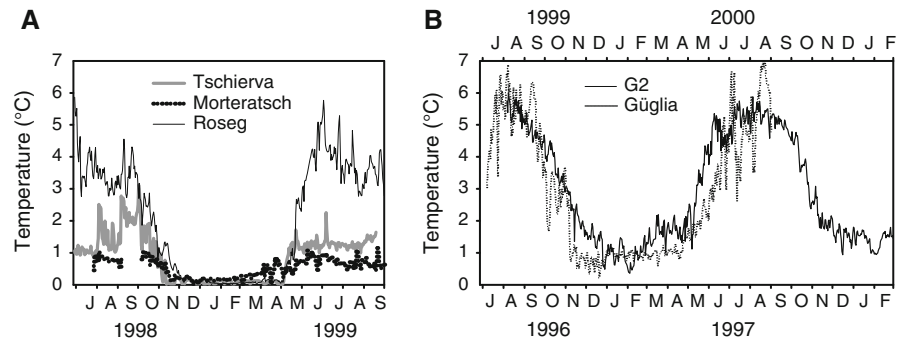 A
Temperature (°C)
7
6
5
4
3
2
1
0
Tschierva
Morteratsch
Roseg
J A S O N D J F M A M J J A S
1998 1999
B
1999 2000
J A S O N D J F M A M J J A S O N D J F
Temperature (°C)
7
6
5
4
3
2
1
0
G2
Güglia
J A S O N D J F M A M J J A S O N D J F
1996 1997